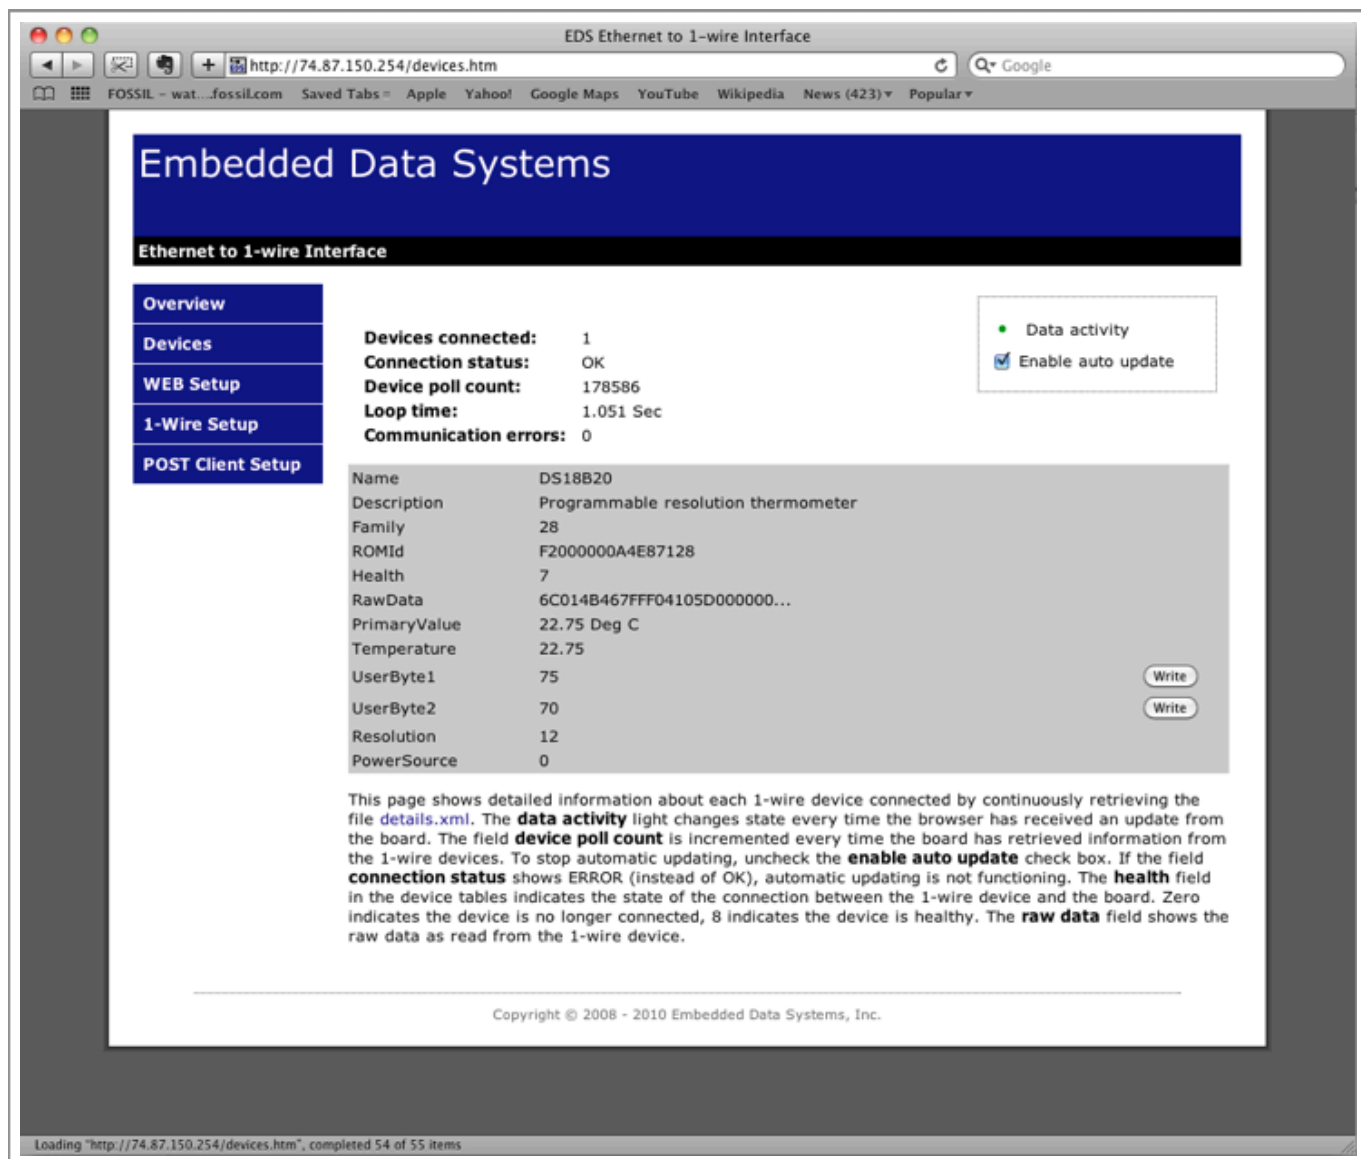 EDS Ethernet to 1-wire Interface
http://74.87.150.254/devices.htm
Google
FOSSIL - wat....fossil.com Saved Tabs Apple Yahoo! Google Maps YouTube Wikipedia News (423) Popular
Embedded Data Systems
Ethernet to 1-wire Interface
Overview
Devices
WEB Setup
1-Wire Setup
POST Client Setup
Devices connected: 1
Connection status: OK
Device poll count: 178586
Loop time: 1.051 Sec
Communication errors: 0
Data activity
Enable auto update
Name DS18B20
Description Programmable resolution thermometer
Family 28
ROMId F2000000A4E87128
Health 7
RawData 6C014B467FFF04105D000000...
PrimaryValue 22.75 Deg C
Temperature 22.75
UserByte1 75 Write
UserByte2 70 Write
Resolution 12
PowerSource 0
This page shows detailed information about each 1-wire device connected by continuously retrieving the
file details.xml. The data activity light changes state every time the browser has received an update from
the board. The field device poll count is incremented every time the board has retrieved information from
the 1-wire devices. To stop automatic updating, uncheck the enable auto update check box. If the field
connection status shows ERROR (instead of OK), automatic updating is not functioning. The health field
in the device tables indicates the state of the connection between the 1-wire device and the board. Zero
indicates the device is no longer connected, 8 indicates the device is healthy. The raw data field shows the
raw data as read from the 1-wire device.
Copyright © 2008 - 2010 Embedded Data Systems, Inc.
Loading "http://74.87.150.254/devices.htm", completed 54 of 55 items